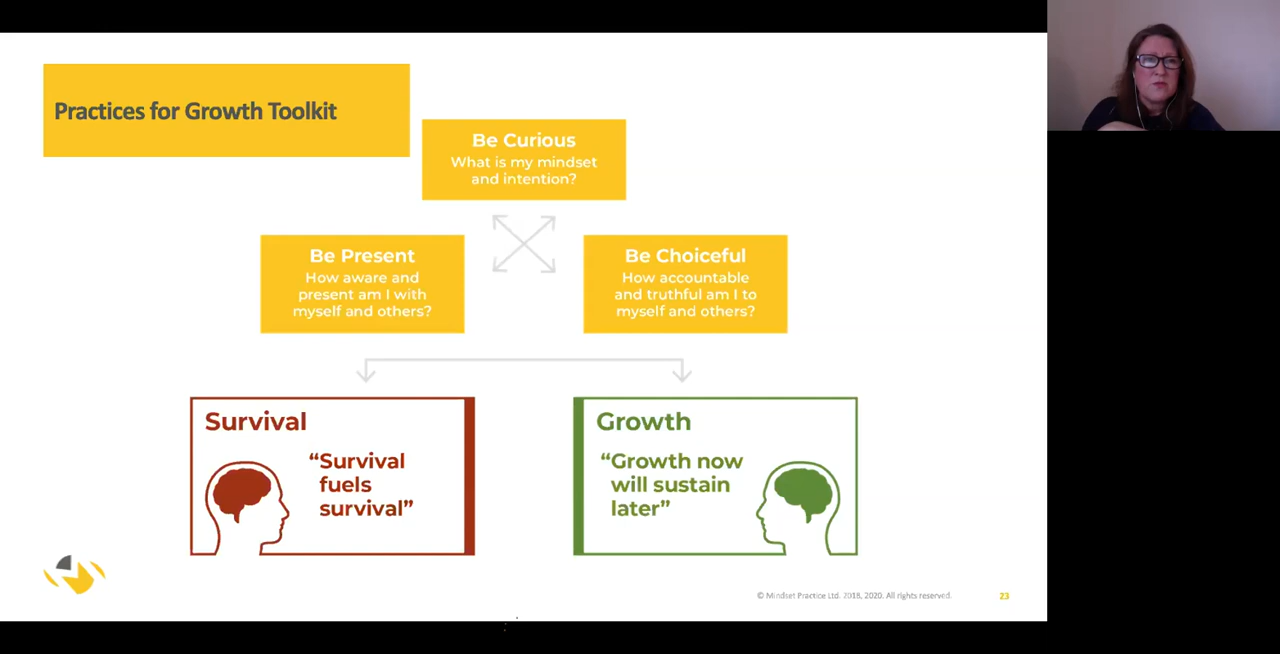 Practices for Growth Toolkit
Be Curious
What is my mindset
and intention?
Be Present
How aware and
present am I with
myself and others?
Be Choiceful
How accountable
and truthful am I to
myself and others?
Survival
“Survival
fuels
survival”
Growth
“Growth now
will sustain
later”
© Mindset Practice Ltd. 2018, 2020. All rights reserved.
23